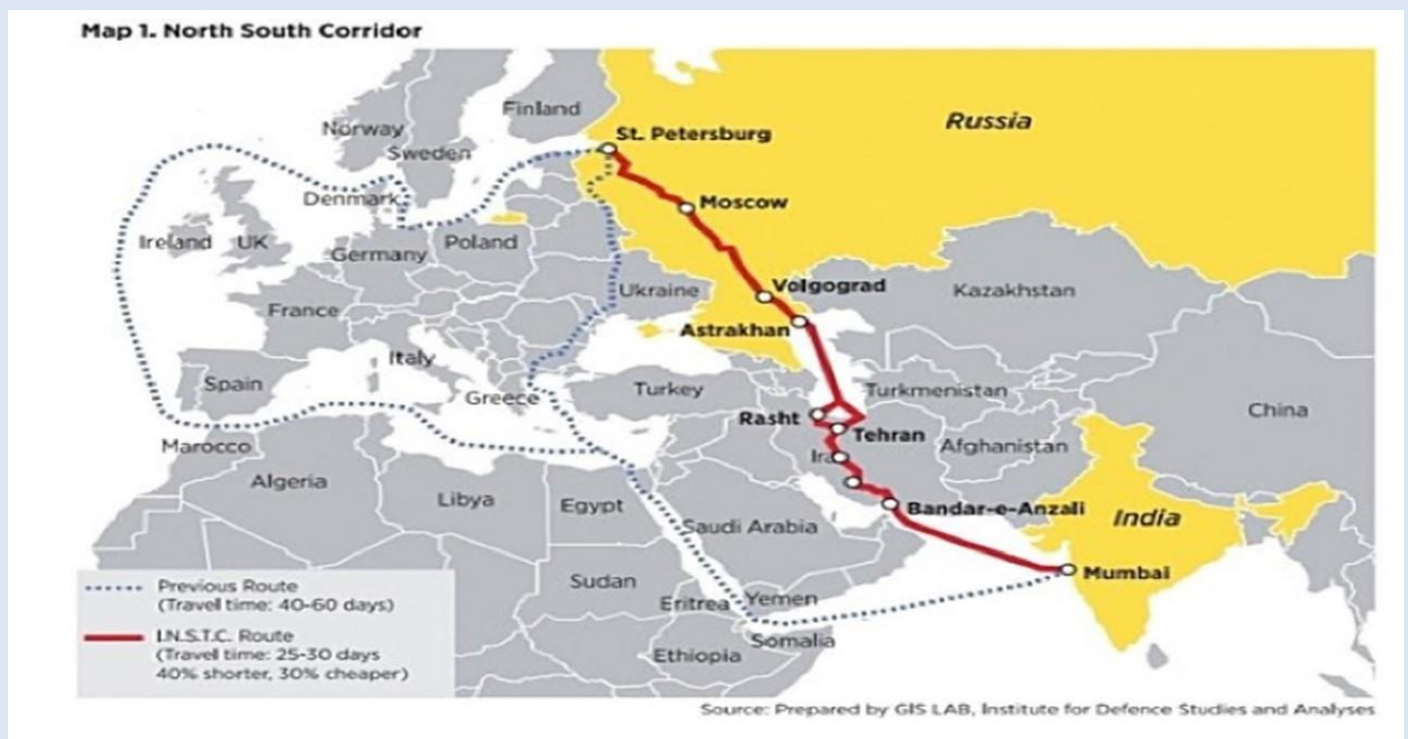 Map 1. North South Corridor
Finland
Norway
Sweden
St. Petersburg
Russia
Denmark
Moscow
Ireland
UK
Germany
Poland
Ukraine
Volgograd
Kazakhstan
France
Astrakhan
Italy
Spain
Greece
Turkey
Turkmenistan
Rasht
Tehran
China
Marocco
Afghanistan
Algeria
Libya
Egypt
Saudi Arabia
Bandar-e-Anzali
India
Mumbai
Sudan
Eritrea
Yemen
Somalia
Ethiopia
Previous Route
(Travel time: 40-60 days)
I.N.S.T.C. Route
(Travel time: 25-30 days
40% shorter, 30% cheaper)
Source: Prepared by GIS LAB, Institute for Defence Studies and Analyses